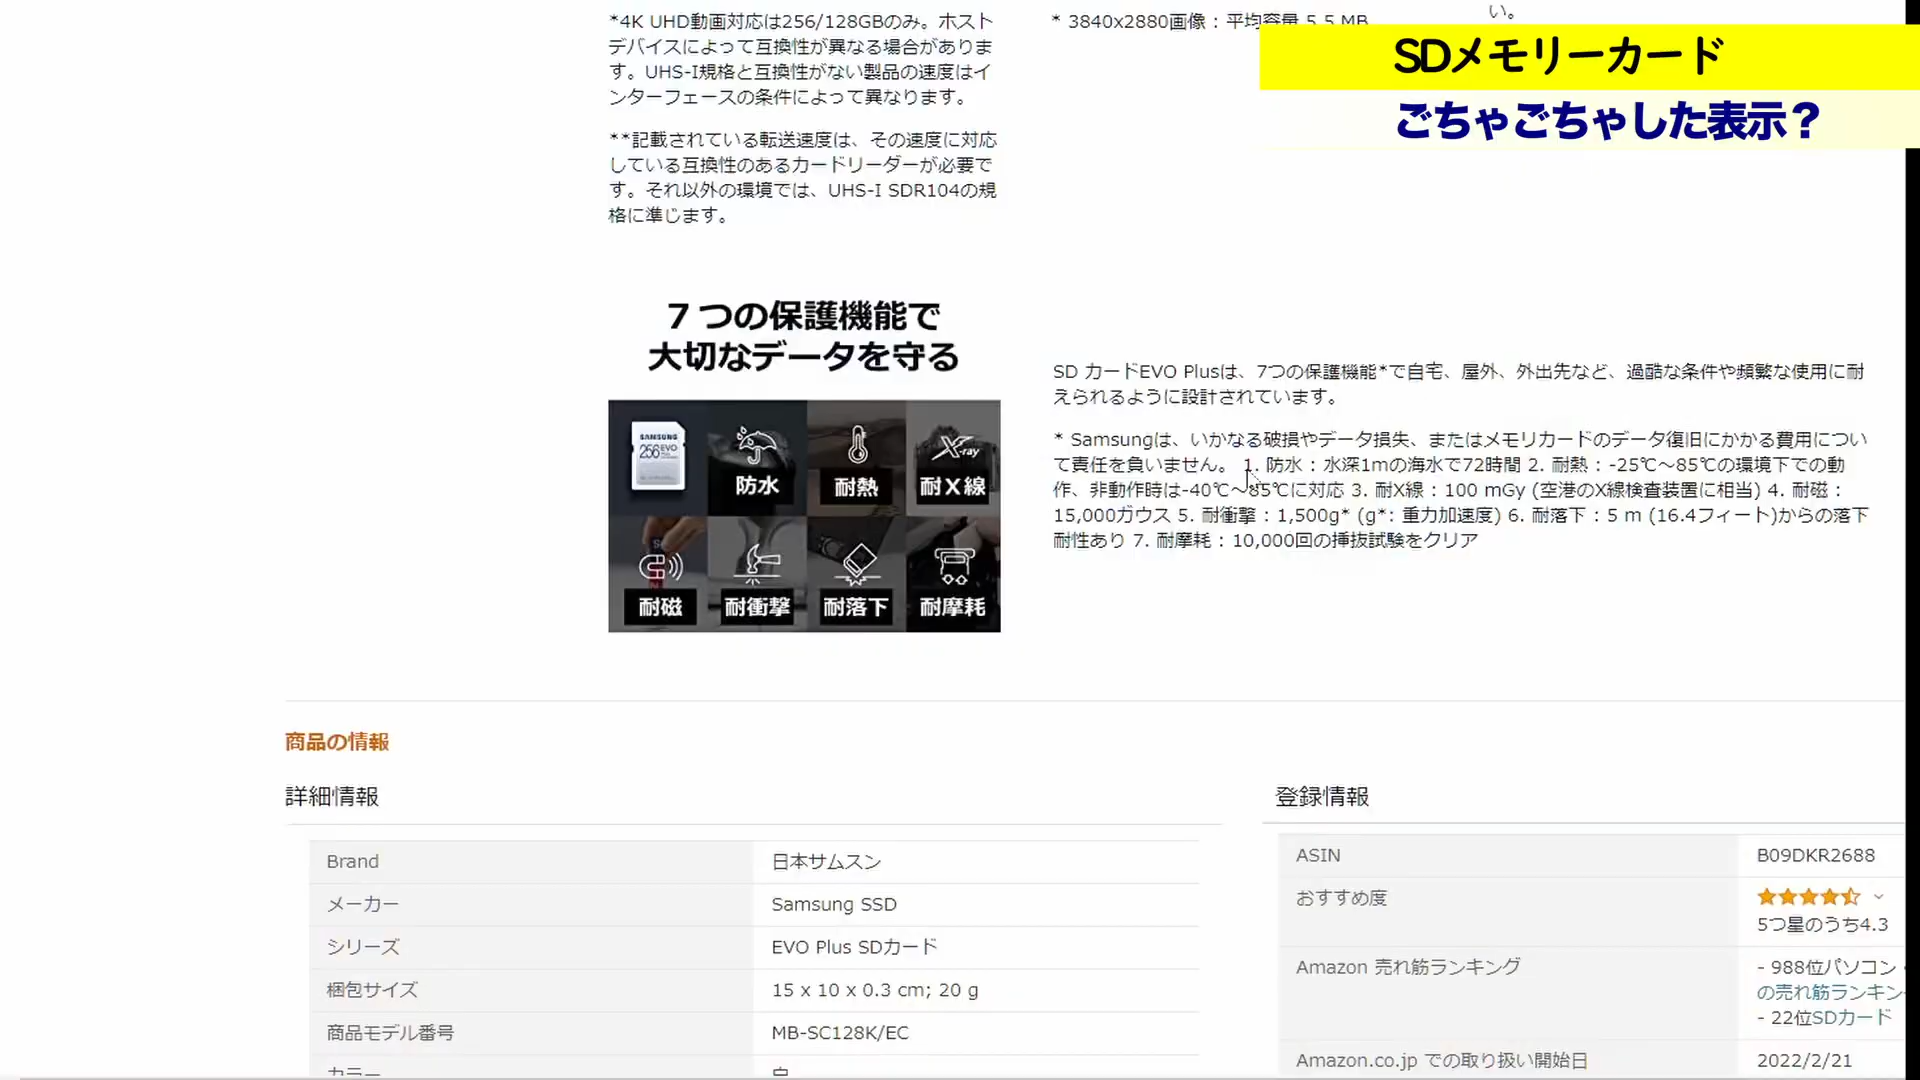 *4K UHD動画対応は256/128GBのみ。ホスト
デバイスによって互換性が異なる場合がありま
す。UHS-I規格と互換性がない製品の速度はイ
ンターフェースの条件によって異なります。
**記載されている転送速度は、その速度に対応
している互換性のあるカードリーダーが必要で
す。それ以外の環境では、UHS-I SDR104の規
格に準じます。
* 3840x2880画像：平均容量 5.5 MB
い。
SDメモリーカード
ごちゃごちゃした表示？
7 つの保護機能で
大切なデータを守る
SAMSUNG
256 EVO
防水
耐熱
X-ray
耐X線
耐磁
耐衝撃
耐落下
耐摩耗
SD カードEVO Plusは、7つの保護機能*で自宅、屋外、外出先など、過酷な条件や頻繁な使用に耐
えられるように設計されています。
* Samsungは、いかなる破損やデータ損失、またはメモリカードのデータ復旧にかかる費用につい
て責任を負いません。 1. 防水：水深1mの海水で72時間 2. 耐熱：-25℃～85℃の環境下での動
作、非動作時は-40℃～85℃に対応 3. 耐X線：100 mGy (空港のX線検査装置に相当) 4. 耐磁：
15,000ガウス 5. 耐衝撃：1,500g* (g*: 重力加速度) 6. 耐落下：5 m (16.4フィート)からの落下
耐性あり 7. 耐摩耗：10,000回の挿抜試験をクリア
商品の情報
詳細情報
Brand 日本サムスン
メーカー Samsung SSD
シリーズ EVO Plus SDカード
梱包サイズ 15 x 10 x 0.3 cm; 20 g
商品モデル番号 MB-SC128K/EC
カラー 白
登録情報
ASIN B09DKR2688
おすすめ度
5つ星のうち4.3
Amazon 売れ筋ランキング - 988位パソコン・
の売れ筋ランキン
- 22位SDカード
Amazon.co.jp での取り扱い開始日 2022/2/21